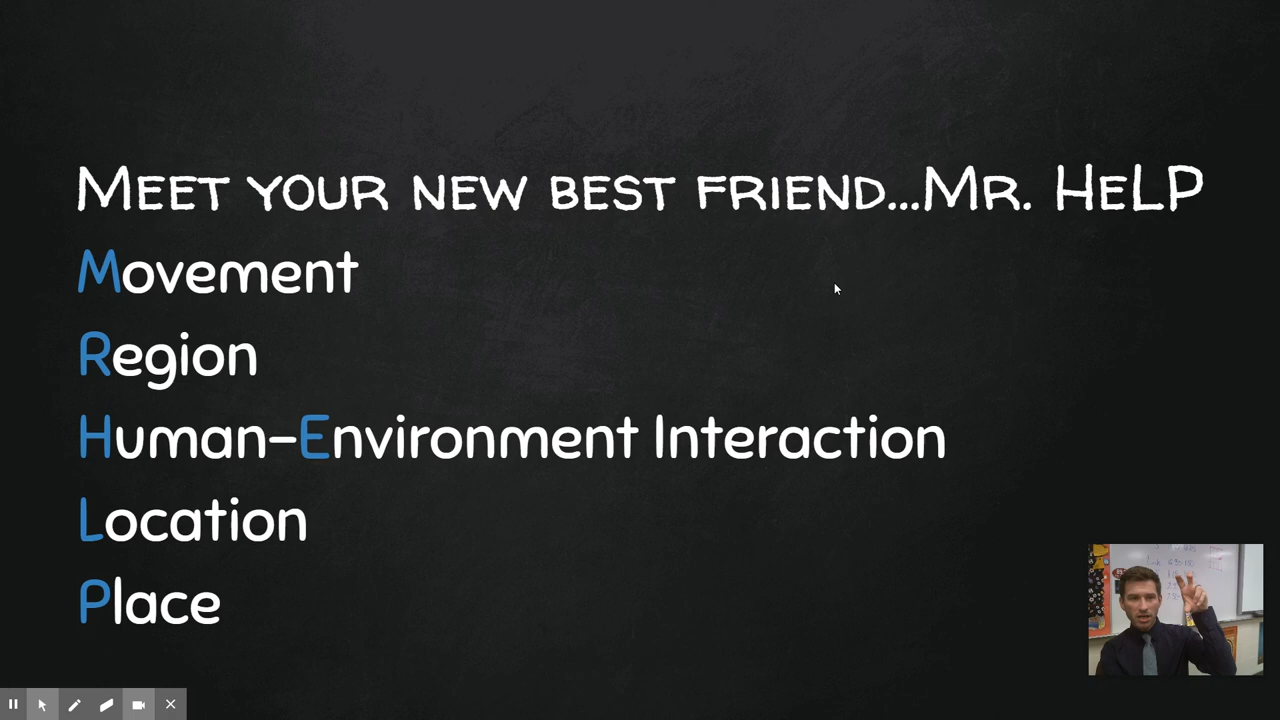 Meet your new best friend...Mr. HeLP
Movement
Region
Human-Environment Interaction
Location
Place